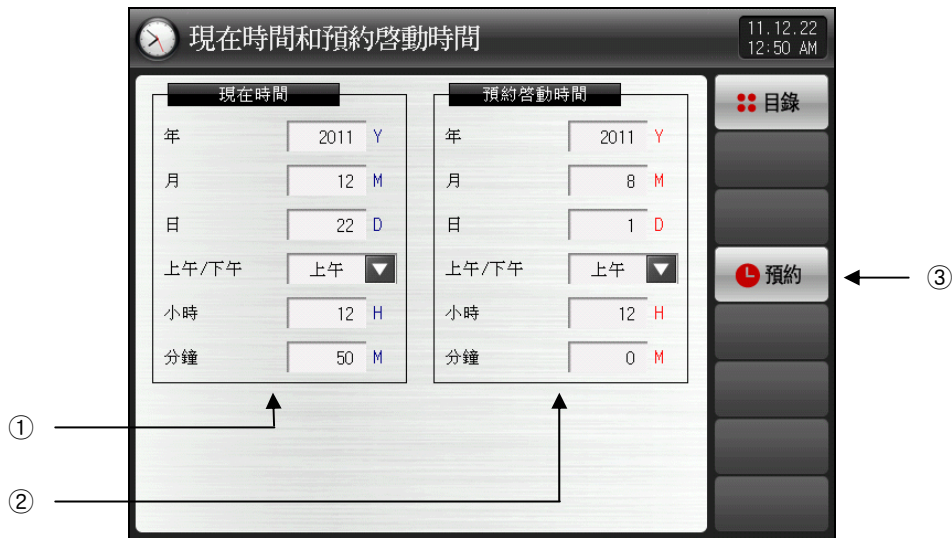 現在時間和預約啓動時間
11.12.22
12:50 AM
現在時間
年 2011 Y
月 12 M
日 22 D
上午/下午 上午
小時 12 H
分鐘 50 M
預約啓動時間
年 2011 Y
月 8 M
日 1 D
上午/下午 上午
小時 12 H
分鐘 0 M
目錄
預約
③
①
②